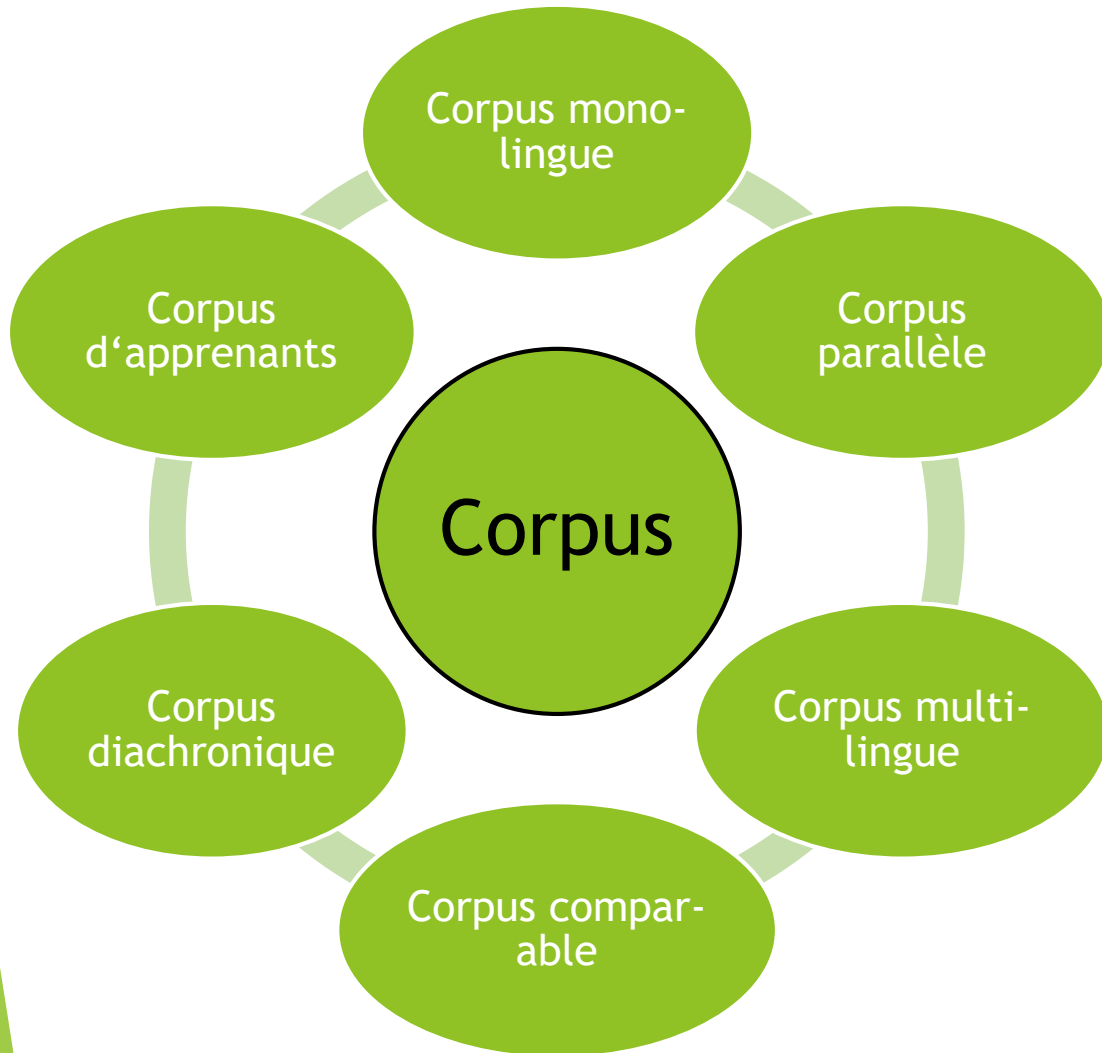 Corpus mono-
lingue
Corpus
d‘apprenants
Corpus
parallèle
Corpus
Corpus
diachronique
Corpus multi-
lingue
Corpus compar-
able